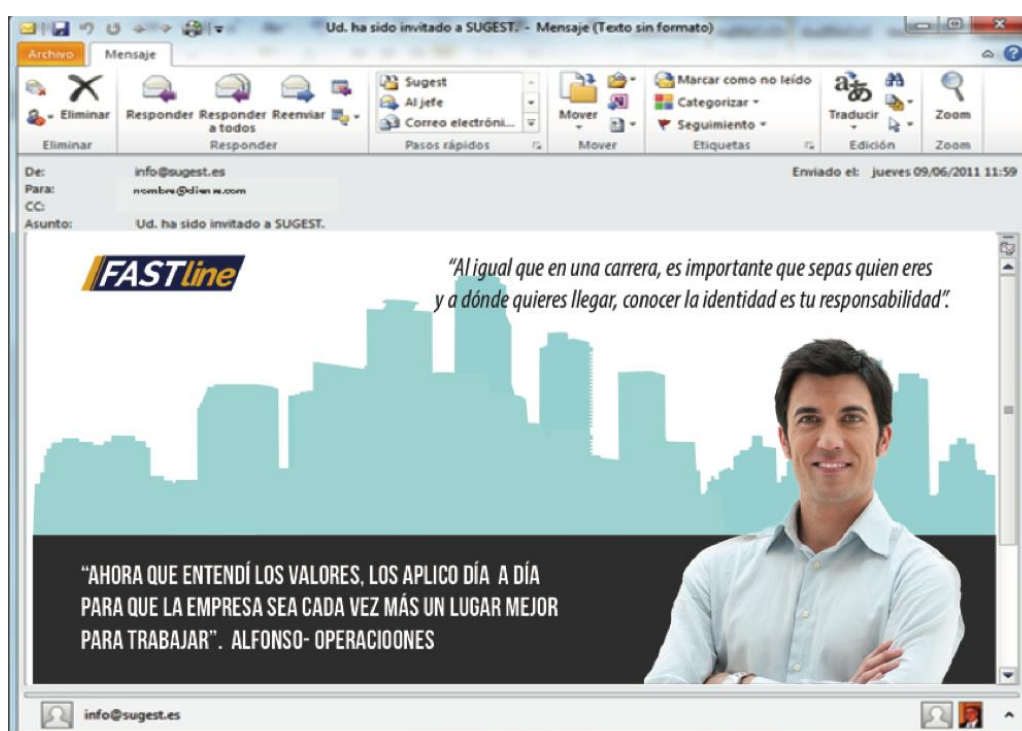 Ud. ha sido invitado a SUGEST. - Mensaje (Texto sin formato)
Archivo Mensaje
Eliminar
Responder Responder a todos Reenviar
Sugest
Al jefe
Correo electróni...
Mover
Marcar como no leído
Categorizar
Seguimiento
Traducir
Zoom
Eliminar Responder Pasos rápidos Mover Etiquetas Edición Zoom
De: info@sugest.es Enviado el: jueves 09/06/2011 11:59
Para:
CC:
Asunto: Ud. ha sido invitado a SUGEST.
FASTline
“Al igual que en una carrera, es importante que sepas quien eres
y a dónde quieres llegar, conocer la identidad es tu responsabilidad”.
“AHORA QUE ENTENDÍ LOS VALORES, LOS APLICO DÍA A DÍA
PARA QUE LA EMPRESA SEA CADA VEZ MÁS UN LUGAR MEJOR
PARA TRABAJAR”. ALFONSO- OPERACIOONES
info@sugest.es